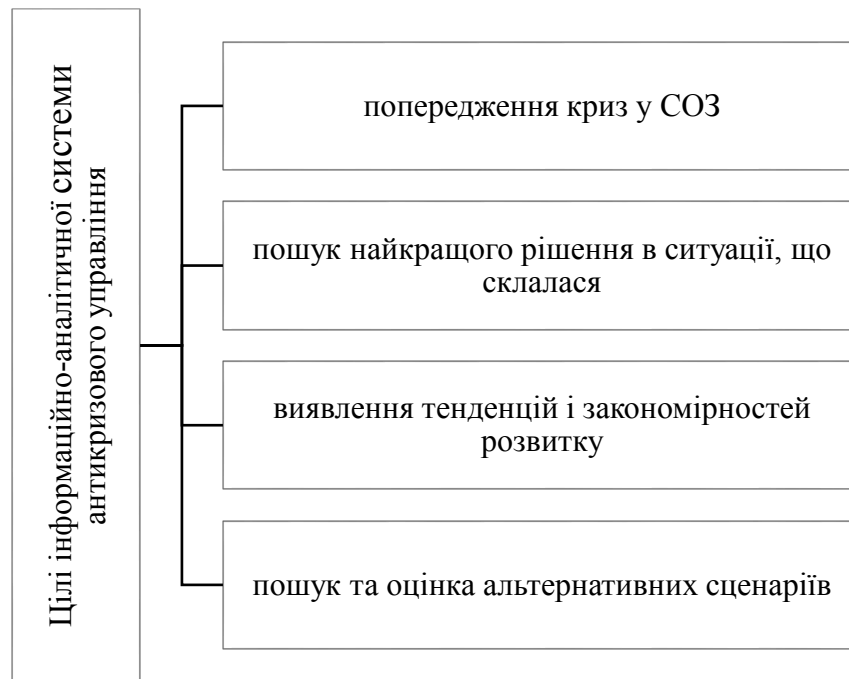 Цілі інформаційно-аналітичної системи
антикризового управління
попередження криз у СОЗ
пошук найкращого рішення в ситуації, що
склалася
виявлення тенденцій і закономірностей
розвитку
пошук та оцінка альтернативних сценаріїв